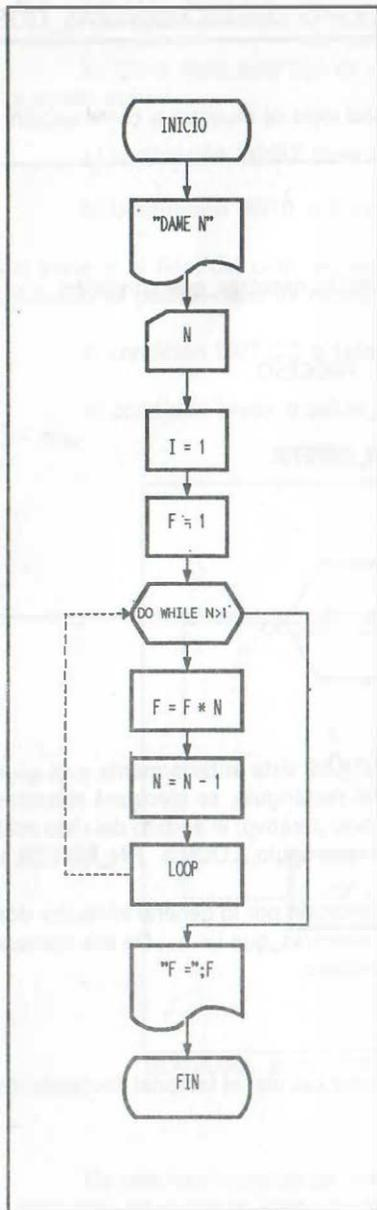 INICIO
"DAME N"
N
I = 1
F = 1
DO WHILE N>1
F = F * N
N = N - 1
LOOP
"F =";F
FIN